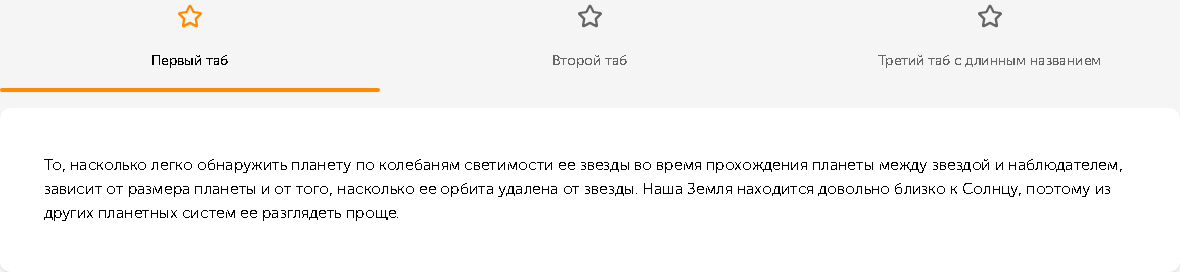 Первый таб
Второй таб
Третий таб с длинным названием
То, насколько легко обнаружить планету по колебаням светимости ее звезды во время прохождения планеты между звездой и наблюдателем,
зависит от размера планеты и от того, насколько ее орбита удалена от звезды. Наша Земля находится довольно близко к Солнцу, поэтому из
других планетных систем ее разглядеть проще.